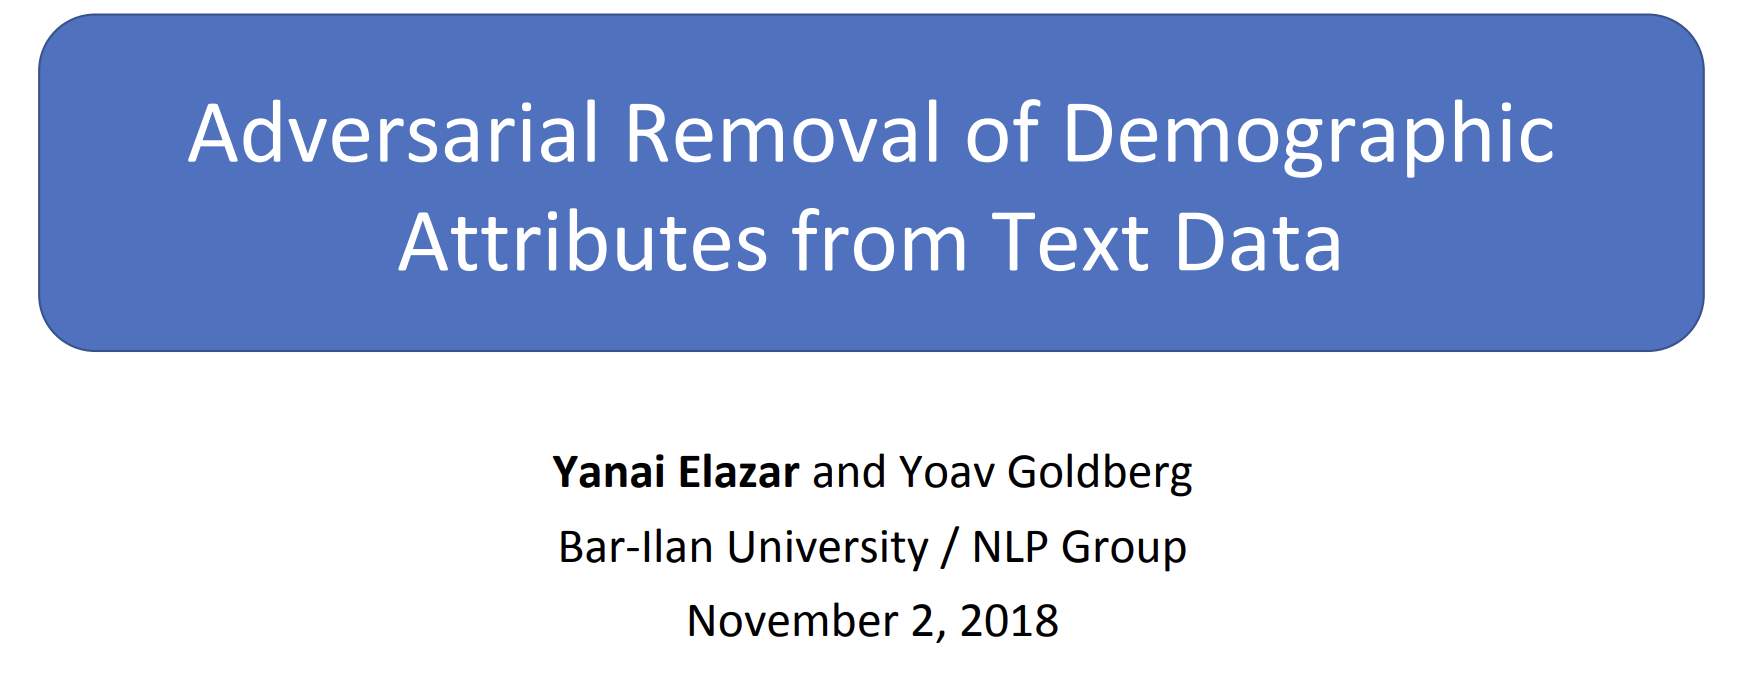 Adversarial Removal of Demographic
Attributes from Text Data
Yanai Elazar and Yoav Goldberg
Bar-Ilan University / NLP Group
November 2, 2018